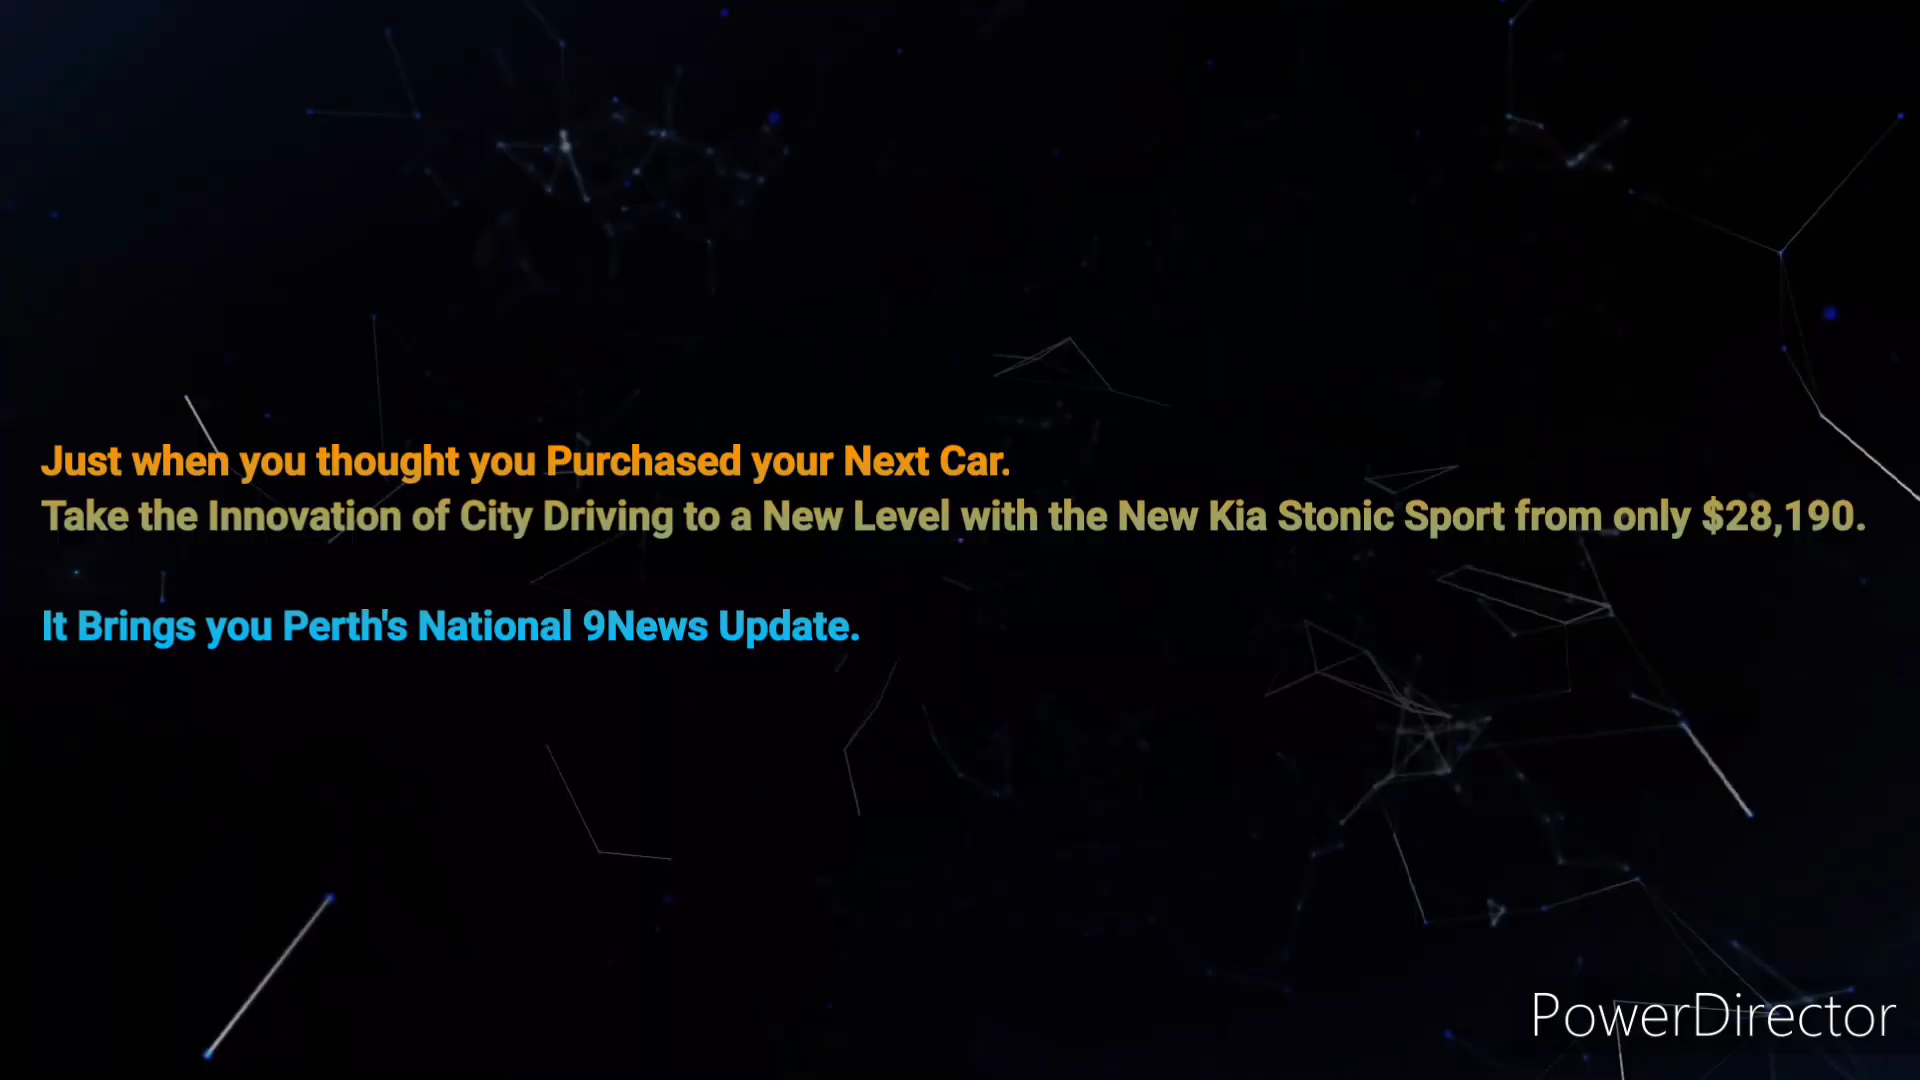 Just when you thought you Purchased your Next Car.
Take the Innovation of City Driving to a New Level with the New Kia Stonic Sport from only $28,190.
It Brings you Perth's National 9News Update.
PowerDirector